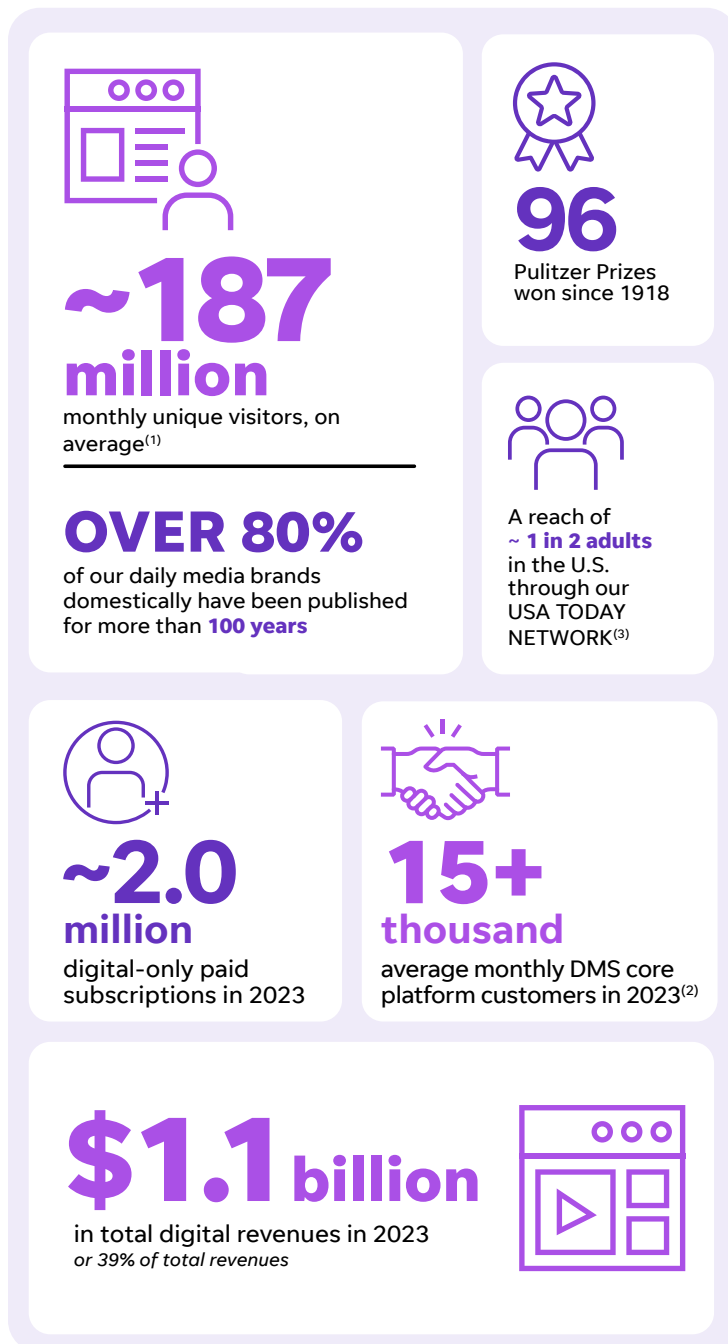 ~187
million
monthly unique visitors, on
average(1)
OVER 80%
of our daily media brands
domestically have been published
for more than 100 years
96
Pulitzer Prizes
won since 1918
A reach of
~ 1 in 2 adults
in the U.S.
through our
USA TODAY
NETWORK(3)
~2.0
million
digital-only paid
subscriptions in 2023
15+
thousand
average monthly DMS core
platform customers in 2023(2)
$1.1 billion
in total digital revenues in 2023
or 39% of total revenues